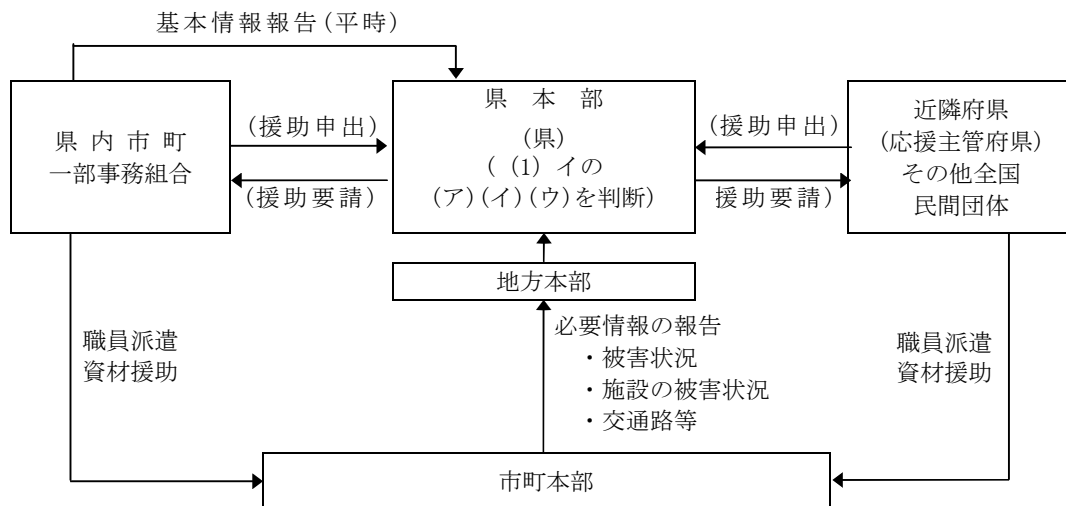 基本情報報告(平時)
県内市町
一部事務組合
(援助申出)
(援助要請)
県本部
(県)
( (1) イの
(ア)(イ)(ウ)を判断)
(援助申出)
援助要請)
近隣府県
(応援主管府県)
その他全国
民間団体
地方本部
職員派遣
資材援助
必要情報の報告
・被害状況
・施設の被害状況
・交通路等
職員派遣
資材援助
市町本部